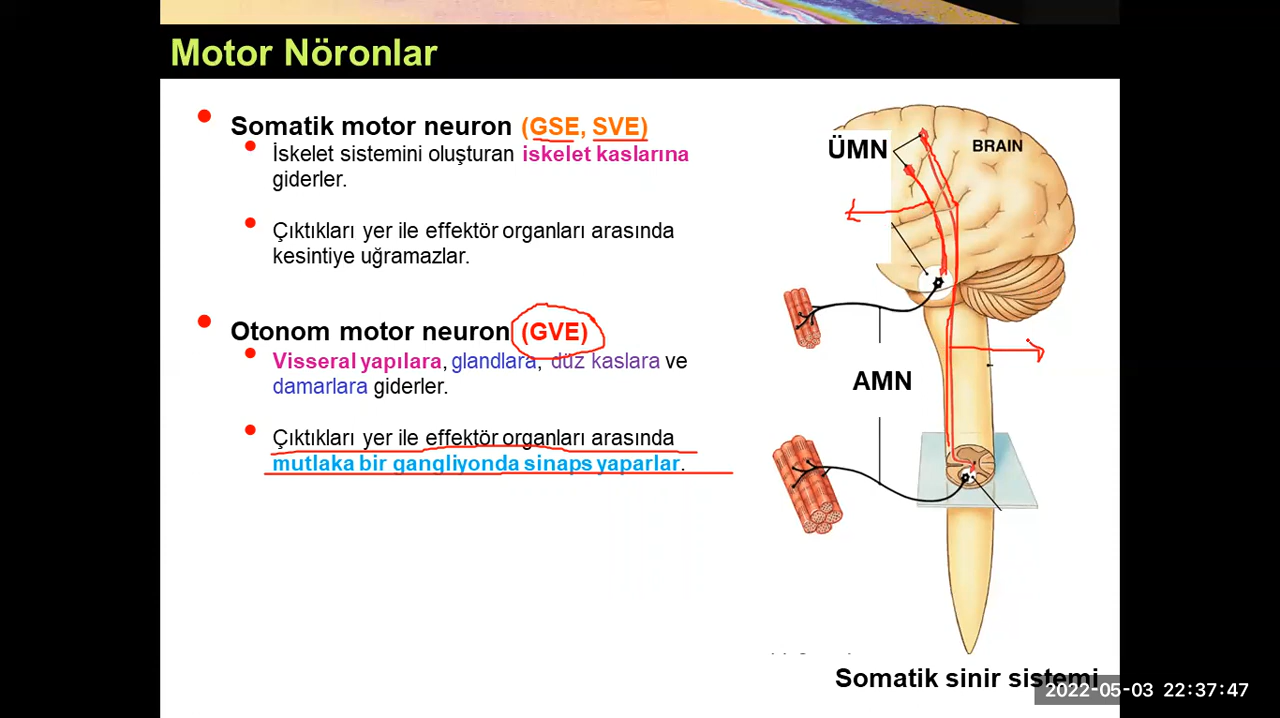 Motor Nöronlar
Somatik motor neuron (GSE, SVE)
İskelet sistemini oluşturan iskelet kaslarına
giderler.
Çıktıkları yer ile effektör organları arasında
kesintiye uğramazlar.
Otonom motor neuron (GVE)
Visseral yapılara, glandlara, düz kaslara ve
damarlara giderler.
Çıktıkları yer ile effektör organları arasında
mutlaka bir gangliyonda sinaps yaparlar.
ÜMN
BRAIN
AMN
Somatik sinir sistemi
2022-05-03 22:37:47